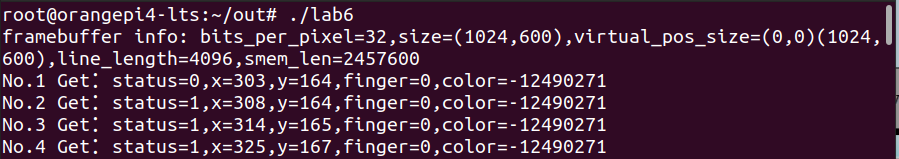 root@orangepi4-lts:~/out# ./lab6
framebuffer info: bits_per_pixel=32,size=(1024,600),virtual_pos_size=(0,0)(1024,
600),line_length=4096,smem_len=2457600
No.1 Get：status=0,x=303,y=164,finger=0,color=-12490271
No.2 Get：status=1,x=308,y=164,finger=0,color=-12490271
No.3 Get：status=1,x=314,y=165,finger=0,color=-12490271
No.4 Get：status=1,x=325,y=167,finger=0,color=-12490271